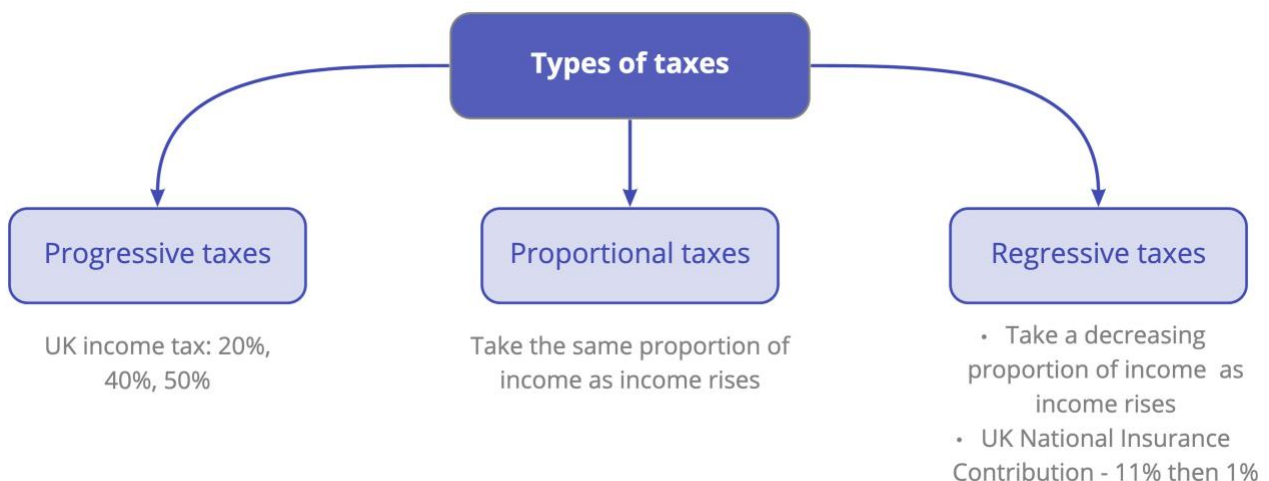 Types of taxes
Progressive taxes
UK income tax: 20%,
40%, 50%
Proportional taxes
Take the same proportion of
income as income rises
Regressive taxes
• Take a decreasing
proportion of income as
income rises
• UK National Insurance
Contribution - 11% then 1%